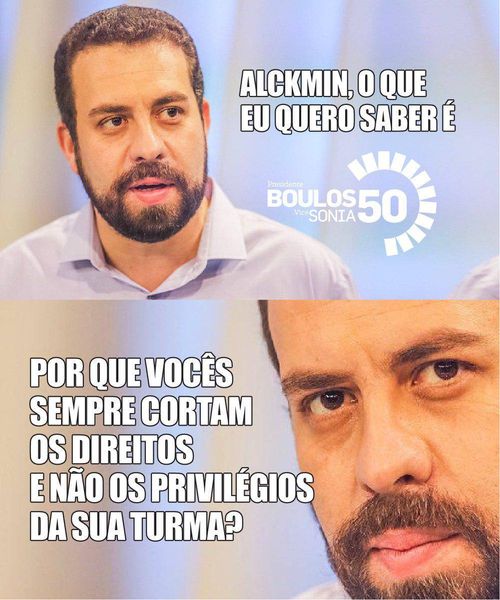 ALCKMIN, O QUE
EU QUERO SABER É
Presidente
BOULOS
Vice
SONIA
50
POR QUE VOCÊS
SEMPRE CORTAM
OS DIREITOS
E NÃO OS PRIVILÉGIOS
DA SUA TURMA?